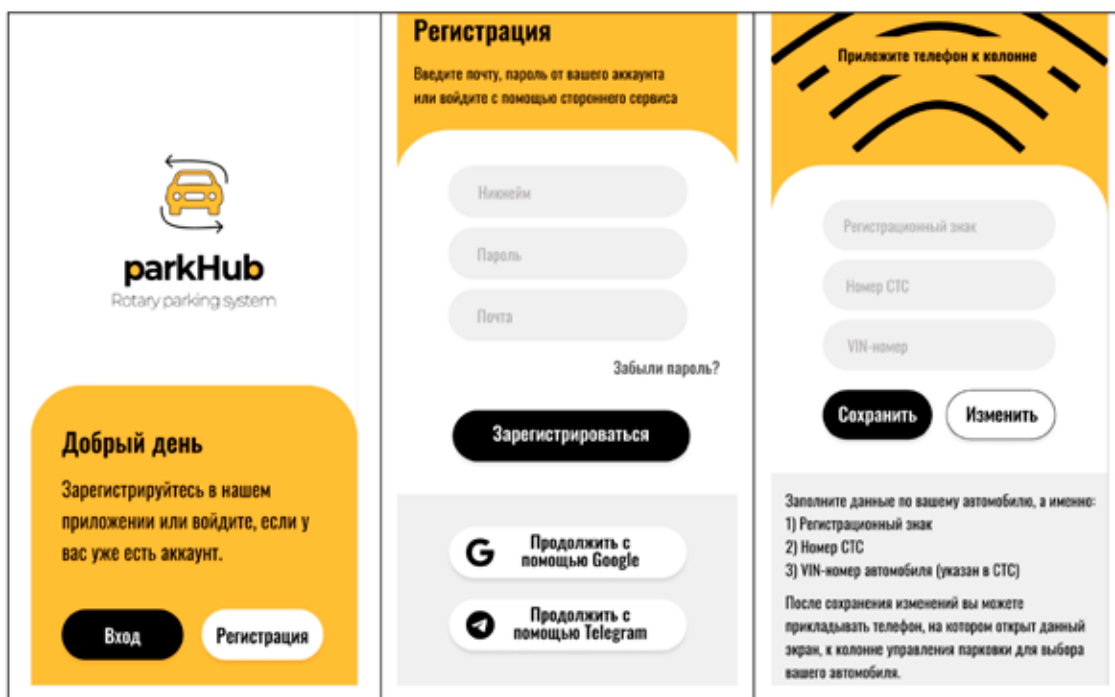 parkHub
Rotary parking system
Добрый день
Зарегистрируйтесь в нашем
приложении или войдите, если у
вас уже есть аккаунт.
Вход
Регистрация
Регистрация
Введите почту, пароль от вашего аккаунта
или войдите с помощью стороннего сервиса
Никнейм
Пароль
Почта
Забыли пароль?
Зарегистрироваться
Продолжить с
помощью Google
Продолжить с
помощью Telegram
Приложите телефон к колонне
Регистрационный знак
Номер СТС
VIN-номер
Сохранить
Изменить
Заполните данные по вашему автомобилю, а именно:
1) Регистрационный знак
2) Номер СТС
3) VIN-номер автомобиля (указан в СТС)
После сохранения изменений вы можете
прикладывать телефон, на котором открыт данный
экран, к колонне управления парковки для выбора
вашего автомобиля.